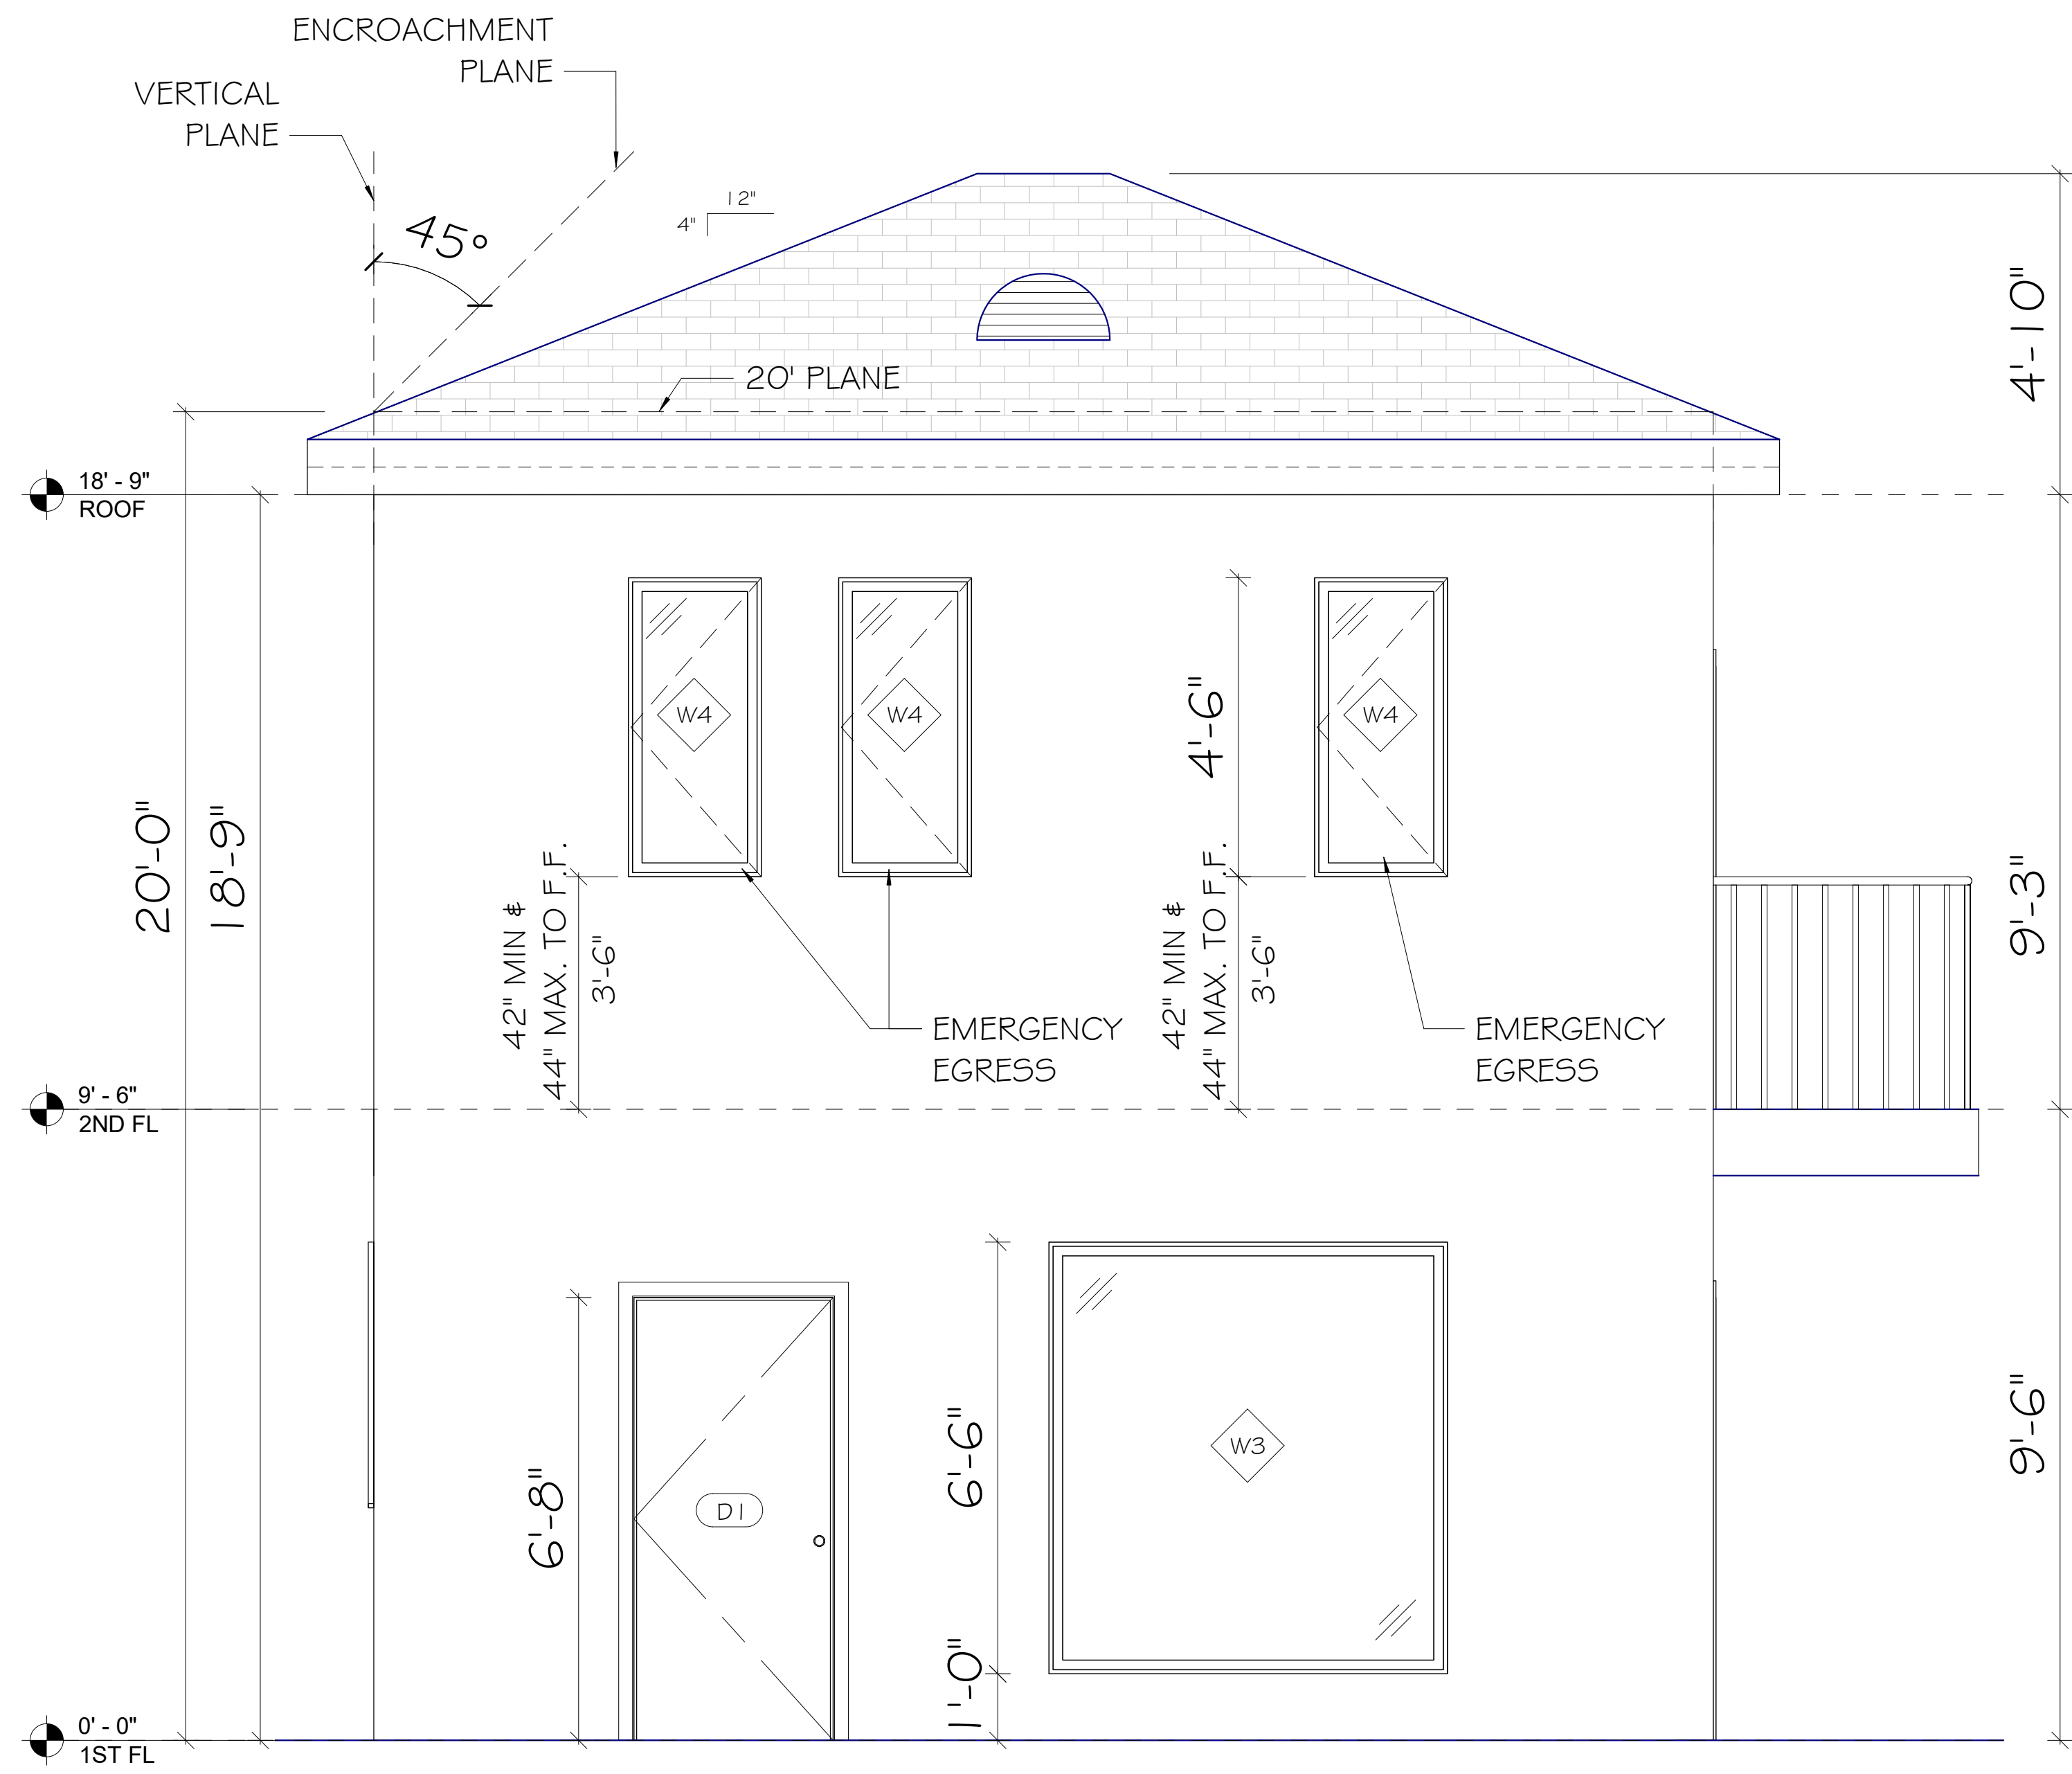 ENCROACHMENT
PLANE
VERTICAL
PLANE
45°
12"
4"
20' PLANE
4'-10"
18' - 9"
ROOF
W4
W4
W4
4'-6"
20'-0"
18'-9"
42" MIN &
44" MAX. TO F.F.
3'-6"
42" MIN &
44" MAX. TO F.F.
3'-6"
9'-3"
EMERGENCY
EGRESS
EMERGENCY
EGRESS
9' - 6"
2ND FL
6'-8"
D1
6'-6"
W3
9'-6"
1'-0"
0' - 0"
1ST FL